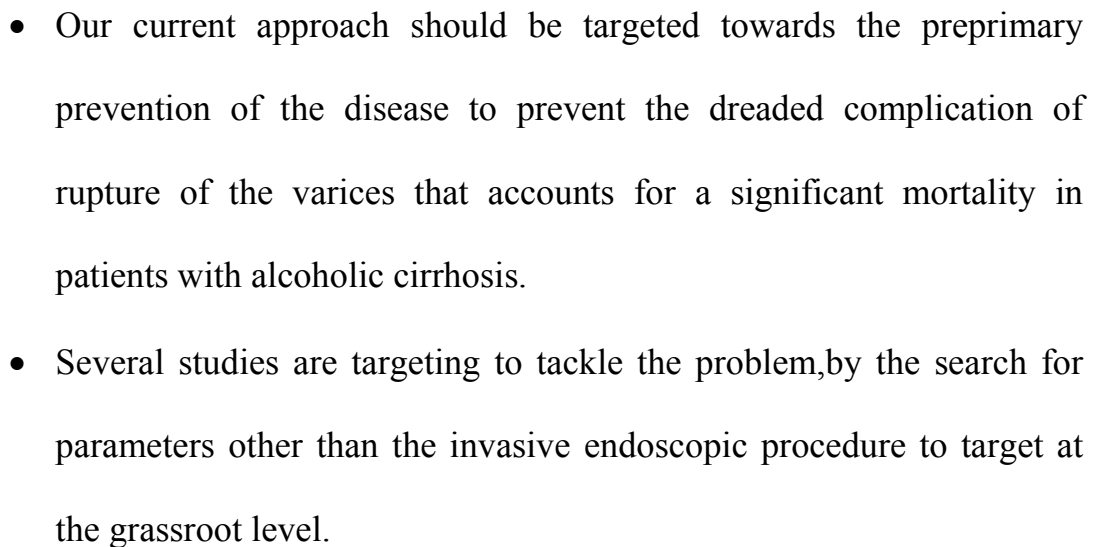 • Our current approach should be targeted towards the preprimary
prevention of the disease to prevent the dreaded complication of
rupture of the varices that accounts for a significant mortality in
patients with alcoholic cirrhosis.
• Several studies are targeting to tackle the problem,by the search for
parameters other than the invasive endoscopic procedure to target at
the grassroot level.